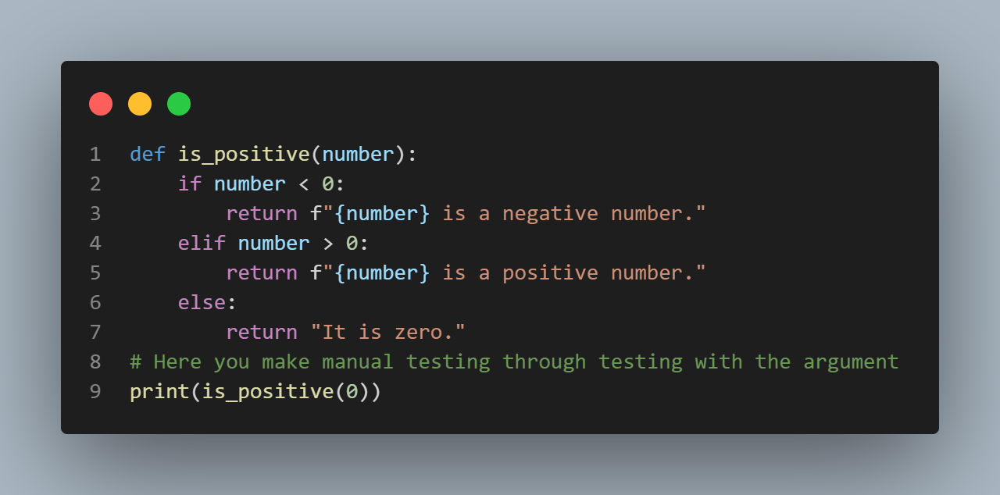 1 def is_positive(number):
2     if number < 0:
3         return f"{number} is a negative number."
4     elif number > 0:
5         return f"{number} is a positive number."
6     else:
7         return "It is zero."
8 # Here you make manual testing through testing with the argument
9 print(is_positive(0))